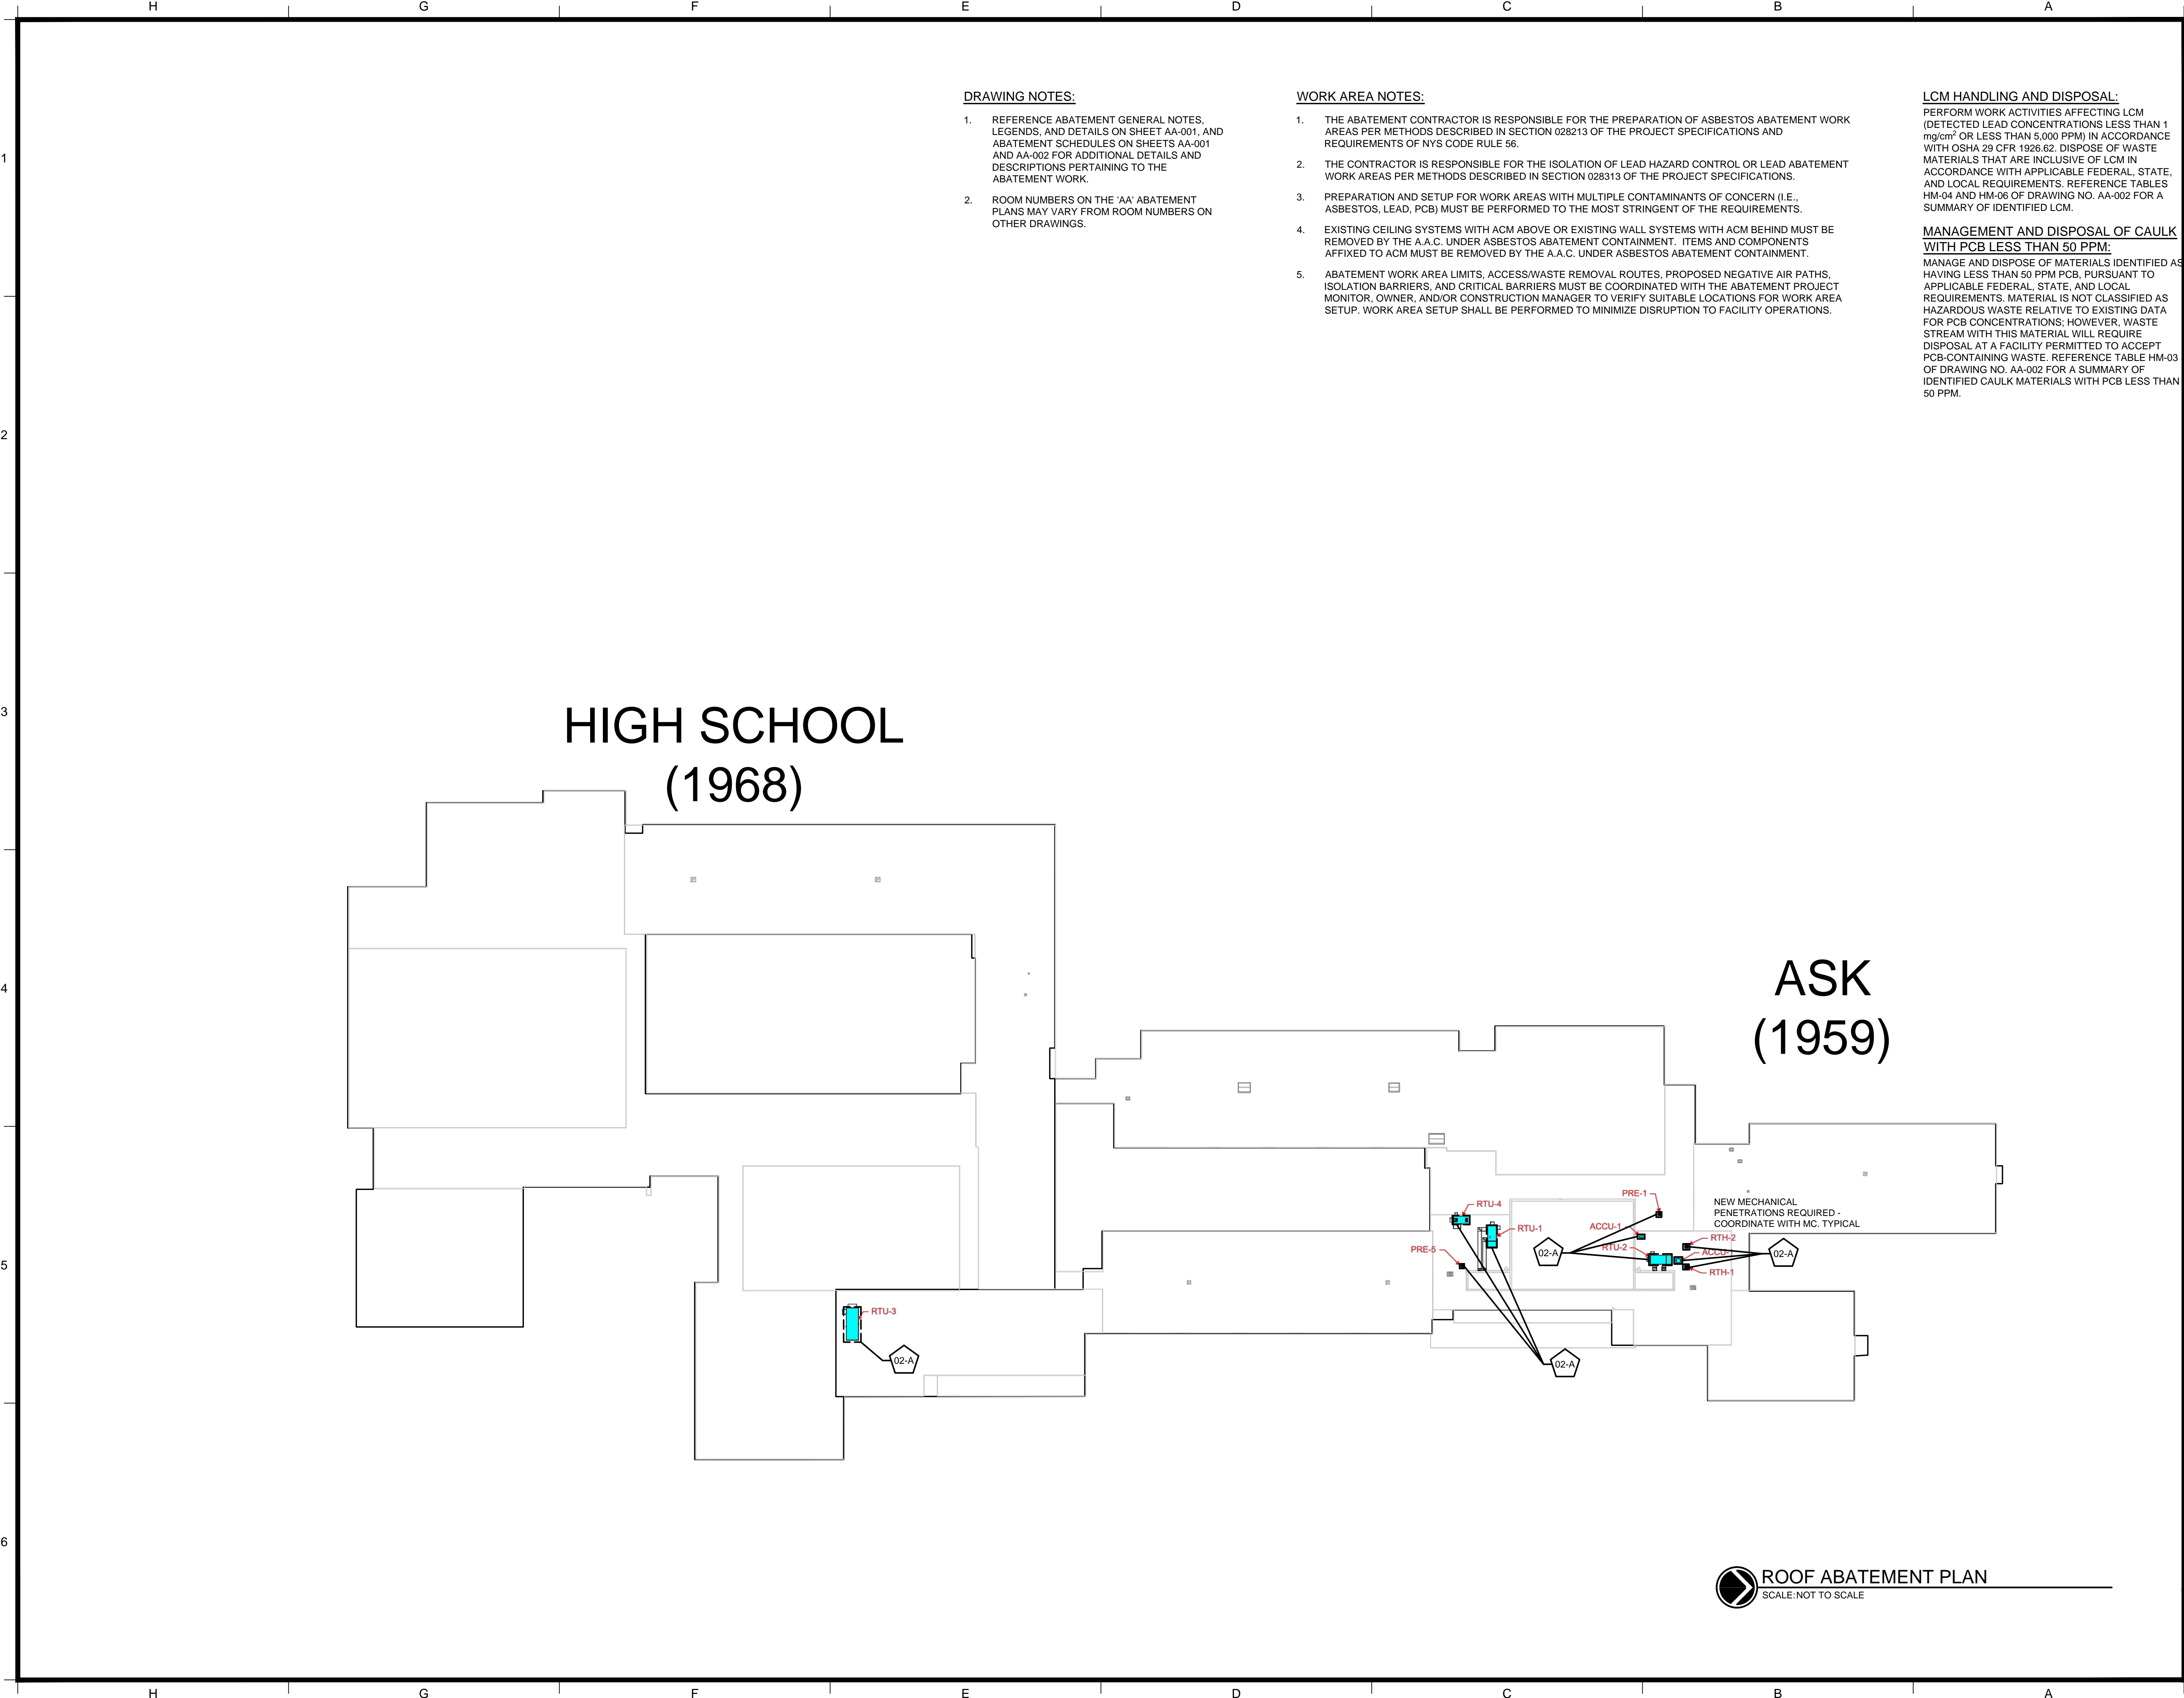 H G F E D C B A
DRAWING NOTES:
1. REFERENCE ABATEMENT GENERAL NOTES,
LEGENDS, AND DETAILS ON SHEET AA-001, AND
ABATEMENT SCHEDULES ON SHEETS AA-001
AND AA-002 FOR ADDITIONAL DETAILS AND
DESCRIPTIONS PERTAINING TO THE
ABATEMENT WORK.
2. ROOM NUMBERS ON THE 'AA' ABATEMENT
PLANS MAY VARY FROM ROOM NUMBERS ON
OTHER DRAWINGS.
WORK AREA NOTES:
1. THE ABATEMENT CONTRACTOR IS RESPONSIBLE FOR THE PREPARATION OF ASBESTOS ABATEMENT WORK
AREAS PER METHODS DESCRIBED IN SECTION 028213 OF THE PROJECT SPECIFICATIONS AND
REQUIREMENTS OF NYS CODE RULE 56.
2. THE CONTRACTOR IS RESPONSIBLE FOR THE ISOLATION OF LEAD HAZARD CONTROL OR LEAD ABATEMENT
WORK AREAS PER METHODS DESCRIBED IN SECTION 028313 OF THE PROJECT SPECIFICATIONS.
3. PREPARATION AND SETUP FOR WORK AREAS WITH MULTIPLE CONTAMINANTS OF CONCERN (I.E.,
ASBESTOS, LEAD, PCB) MUST BE PERFORMED TO THE MOST STRINGENT OF THE REQUIREMENTS.
4. EXISTING CEILING SYSTEMS WITH ACM ABOVE OR EXISTING WALL SYSTEMS WITH ACM BEHIND MUST BE
REMOVED BY THE A.A.C. UNDER ASBESTOS ABATEMENT CONTAINMENT. ITEMS AND COMPONENTS
AFFIXED TO ACM MUST BE REMOVED BY THE A.A.C. UNDER ASBESTOS ABATEMENT CONTAINMENT.
5. ABATEMENT WORK AREA LIMITS, ACCESS/WASTE REMOVAL ROUTES, PROPOSED NEGATIVE AIR PATHS,
ISOLATION BARRIERS, AND CRITICAL BARRIERS MUST BE COORDINATED WITH THE ABATEMENT PROJECT
MONITOR, OWNER, AND/OR CONSTRUCTION MANAGER TO VERIFY SUITABLE LOCATIONS FOR WORK AREA
SETUP. WORK AREA SETUP SHALL BE PERFORMED TO MINIMIZE DISRUPTION TO FACILITY OPERATIONS.
LCM HANDLING AND DISPOSAL:
PERFORM WORK ACTIVITIES AFFECTING LCM
(DETECTED LEAD CONCENTRATIONS LESS THAN 1
mg/cm² OR LESS THAN 5,000 PPM) IN ACCORDANCE
WITH OSHA 29 CFR 1926.62. DISPOSE OF WASTE
MATERIALS THAT ARE INCLUSIVE OF LCM IN
ACCORDANCE WITH APPLICABLE FEDERAL, STATE,
AND LOCAL REQUIREMENTS. REFERENCE TABLES
HM-04 AND HM-06 OF DRAWING NO. AA-002 FOR A
SUMMARY OF IDENTIFIED LCM.
MANAGEMENT AND DISPOSAL OF CAULK
WITH PCB LESS THAN 50 PPM:
MANAGE AND DISPOSE OF MATERIALS IDENTIFIED AS
HAVING LESS THAN 50 PPM PCB, PURSUANT TO
APPLICABLE FEDERAL, STATE, AND LOCAL
REQUIREMENTS. MATERIAL IS NOT CLASSIFIED AS
HAZARDOUS WASTE RELATIVE TO EXISTING DATA
FOR PCB CONCENTRATIONS; HOWEVER, WASTE
STREAM WITH THIS MATERIAL WILL REQUIRE
DISPOSAL AT A FACILITY PERMITTED TO ACCEPT
PCB-CONTAINING WASTE. REFERENCE TABLE HM-03
OF DRAWING NO. AA-002 FOR A SUMMARY OF
IDENTIFIED CAULK MATERIALS WITH PCB LESS THAN
50 PPM.
1
2
3
4
5
6
HIGH SCHOOL
(1968)
ASK
(1959)
PRE-1
NEW MECHANICAL
PENETRATIONS REQUIRED -
COORDINATE WITH MC. TYPICAL
RTU-4
RTU-1
ACCU-1
RTU-2
RTH-2
PRE-5
02-A
ACCU-
02-A
RTH-1
RTU-3
02-A
02-A
ROOF ABATEMENT PLAN
SCALE:NOT TO SCALE
H G F E D C B A